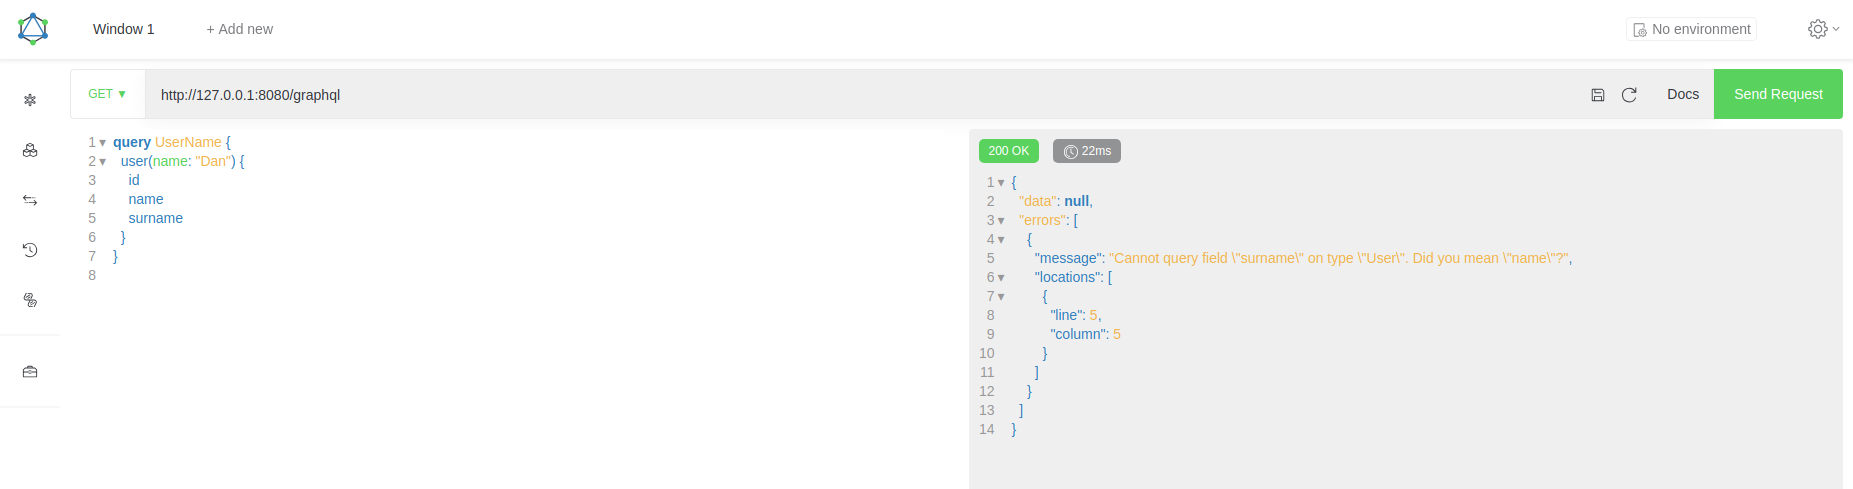 Window 1 + Add new No environment
GET ▼ http://127.0.0.1:8080/graphql Docs Send Request
1 ▼ query UserName {
2 ▼ user(name: "Dan") {
3 id
4 name
5 surname
6 }
7 }
8
200 OK 22ms
1 ▼ {
2 "data": null,
3 ▼ "errors": [
4 ▼ {
5 "message": "Cannot query field \"surname\" on type \"User\". Did you mean \"name\"?",
6 ▼ "locations": [
7 ▼ {
8 "line": 5,
9 "column": 5
10 }
11 ]
12 }
13 ]
14 }